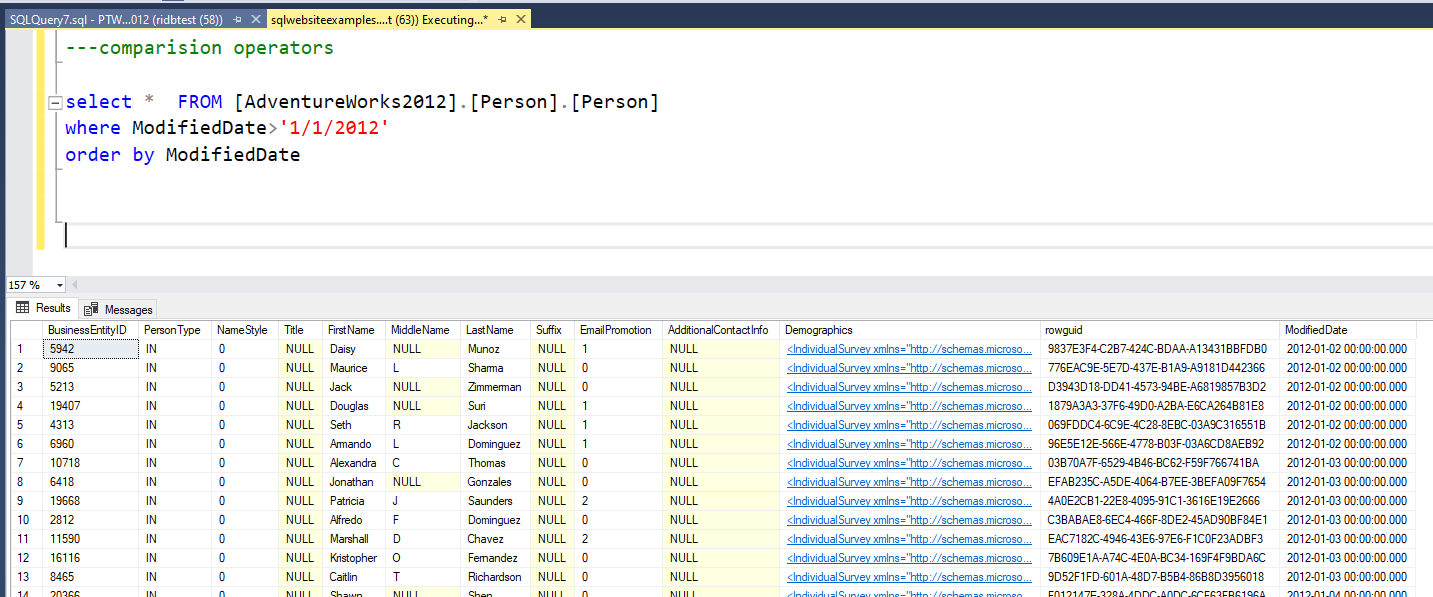 SQLQuery7.sql - PTW...012 (ridbtest (58)) sqlwebsiteexamples....t (63)) Executing...*
---comparision operators
select *  FROM [AdventureWorks2012].[Person].[Person]
where ModifiedDate>'1/1/2012'
order by ModifiedDate
157 %
Results Messages
BusinessEntityID PersonType NameStyle Title FirstName MiddleName LastName Suffix EmailPromotion AdditionalContactInfo Demographics rowguid ModifiedDate
1 5942 IN 0 NULL Daisy NULL Munoz NULL 1 NULL <IndividualSurvey xmlns="http://schemas.microso... 9837E3F4-C2B7-424C-BDAA-A13431BBFDB0 2012-01-02 00:00:00.000
2 9065 IN 0 NULL Maurice L Sharma NULL 0 NULL <IndividualSurvey xmlns="http://schemas.microso... 776EAC9E-5E7D-437E-B1A9-A9181D442366 2012-01-02 00:00:00.000
3 5213 IN 0 NULL Jack NULL Zimmerman NULL 0 NULL <IndividualSurvey xmlns="http://schemas.microso... D3943D18-DD41-4573-94BE-A6819857B3D2 2012-01-02 00:00:00.000
4 19407 IN 0 NULL Douglas NULL Suri NULL 1 NULL <IndividualSurvey xmlns="http://schemas.microso... 1879A3A3-37F6-49D0-A2BA-E6CA264B81E8 2012-01-02 00:00:00.000
5 4313 IN 0 NULL Seth R Jackson NULL 1 NULL <IndividualSurvey xmlns="http://schemas.microso... 069FDDC4-6C9E-4C28-8EBC-03A9C316551B 2012-01-02 00:00:00.000
6 6960 IN 0 NULL Armando L Dominguez NULL 1 NULL <IndividualSurvey xmlns="http://schemas.microso... 96E5E12E-566E-4778-B03F-03A6CD8AEB92 2012-01-02 00:00:00.000
7 10718 IN 0 NULL Alexandra C Thomas NULL 0 NULL <IndividualSurvey xmlns="http://schemas.microso... 03B70A7F-6529-4B46-BC62-F59F766741BA 2012-01-03 00:00:00.000
8 6418 IN 0 NULL Jonathan NULL Gonzales NULL 0 NULL <IndividualSurvey xmlns="http://schemas.microso... EFAB235C-A5DE-4064-B7EE-3BEFA09F7654 2012-01-03 00:00:00.000
9 19668 IN 0 NULL Patricia J Saunders NULL 2 NULL <IndividualSurvey xmlns="http://schemas.microso... 4A0E2CB1-22E8-4095-91C1-3616E19E2666 2012-01-03 00:00:00.000
10 2812 IN 0 NULL Alfredo F Dominguez NULL 0 NULL <IndividualSurvey xmlns="http://schemas.microso... C3BABAE8-6EC4-466F-8DE2-45AD90BF84E1 2012-01-03 00:00:00.000
11 11590 IN 0 NULL Marshall D Chavez NULL 2 NULL <IndividualSurvey xmlns="http://schemas.microso... EAC7182C-4946-43E6-97E6-F1C0F23ADBF3 2012-01-03 00:00:00.000
12 16116 IN 0 NULL Kristopher O Fernandez NULL 0 NULL <IndividualSurvey xmlns="http://schemas.microso... 7B609E1A-A74C-4E0A-BC34-169F4F9BDA6C 2012-01-03 00:00:00.000
13 8465 IN 0 NULL Caitlin T Richardson NULL 0 NULL <IndividualSurvey xmlns="http://schemas.microso... 9D52F1FD-601A-48D7-B5B4-86B8D3956018 2012-01-03 00:00:00.000
14 20366 IN 0 NULL Shawn NULL Shen NULL 0 NULL <IndividualSurvey xmlns="http://schemas.microso... 2012-01-04 00:00:00.000